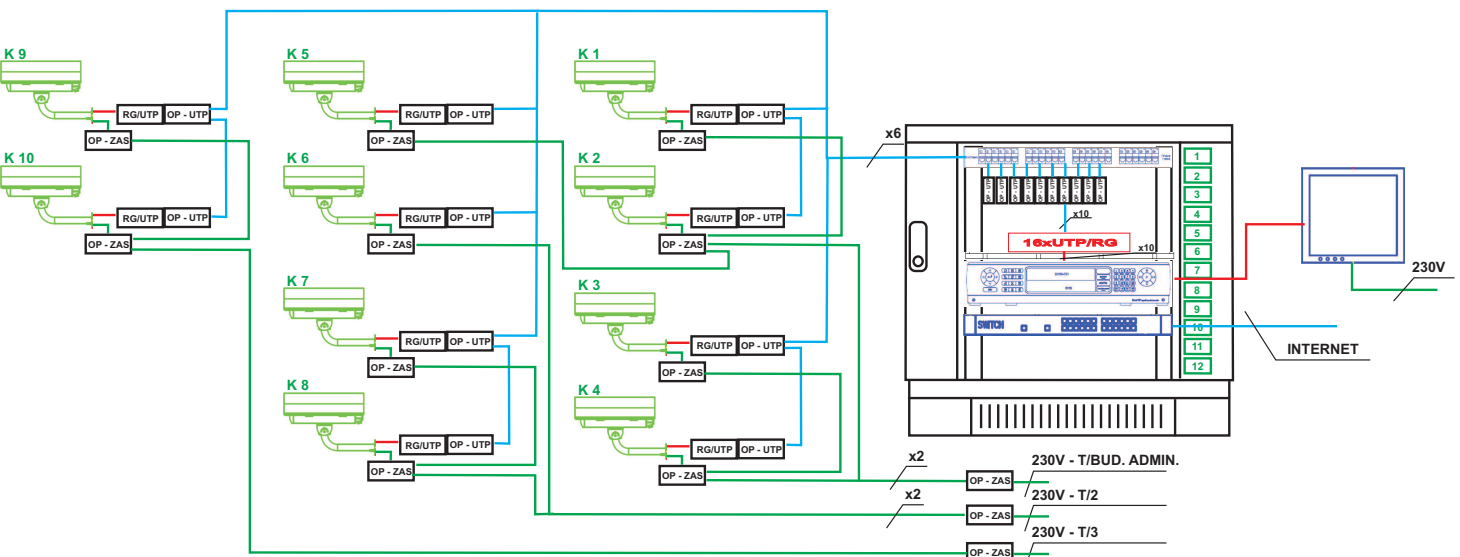 K 9
K 5
K 1
RG/UTP OP - UTP
RG/UTP OP - UTP
RG/UTP OP - UTP
OP - ZAS
OP - ZAS
OP - ZAS
x6
K 10
K 6
K 2
RG/UTP OP - UTP
RG/UTP OP - UTP
RG/UTP OP - UTP
OP - ZAS
OP - ZAS
OP - ZAS
K 7
K 3
RG/UTP OP - UTP
RG/UTP OP - UTP
OP - ZAS
OP - ZAS
K 8
K 4
RG/UTP OP - UTP
RG/UTP OP - UTP
OP - ZAS
OP - ZAS
x10
16xUTP/RG
x10
SWITCH
1
2
3
4
5
6
7
8
9
10
11
12
230V
INTERNET
x2
OP - ZAS
230V - T/BUD. ADMIN.
x2
OP - ZAS
230V - T/2
OP - ZAS
230V - T/3